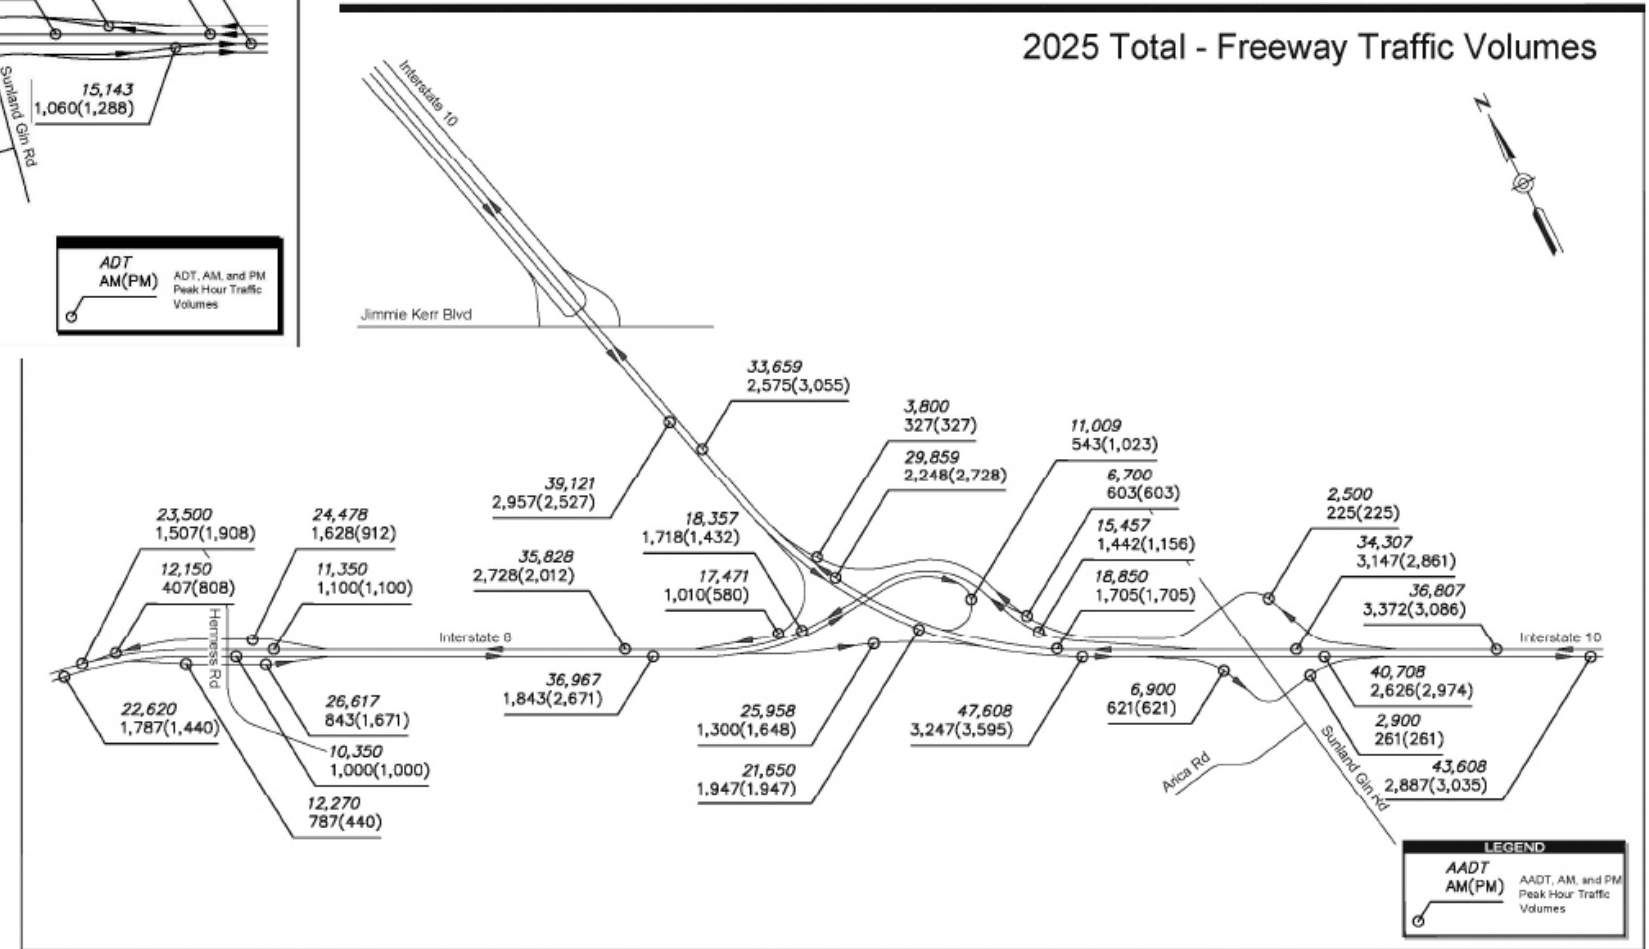 2025 Total - Freeway Traffic Volumes
15,143
1,060(1,288)
Sunland Gin Rd
ADT
AM(PM)
ADT, AM, and PM
Peak Hour Traffic
Volumes
Interstate 10
N
Jimmie Kerr Blvd
33,659
2,575(3,055)
3,800
327(327)
29,859
2,248(2,728)
11,009
543(1,023)
6,700
603(603)
15,457
1,442(1,156)
18,850
1,705(1,705)
2,500
225(225)
34,307
3,147(2,861)
36,807
3,372(3,086)
39,121
2,957(2,527)
18,357
1,718(1,432)
17,471
1,010(580)
35,828
2,728(2,012)
23,500
1,507(1,908)
24,478
1,628(912)
12,150
407(808)
11,350
1,100(1,100)
Henness Rd
Interstate 8
Interstate 10
22,620
1,787(1,440)
26,617
843(1,671)
10,350
1,000(1,000)
12,270
787(440)
36,967
1,843(2,671)
25,958
1,300(1,648)
21,650
1.947(1.947)
47,608
3,247(3,595)
6,900
621(621)
40,708
2,626(2,974)
2,900
261(261)
43,608
2,887(3,035)
Arica Rd
Sunland Gin Rd
LEGEND
AADT
AM(PM)
AADT, AM, and PM
Peak Hour Traffic
Volumes